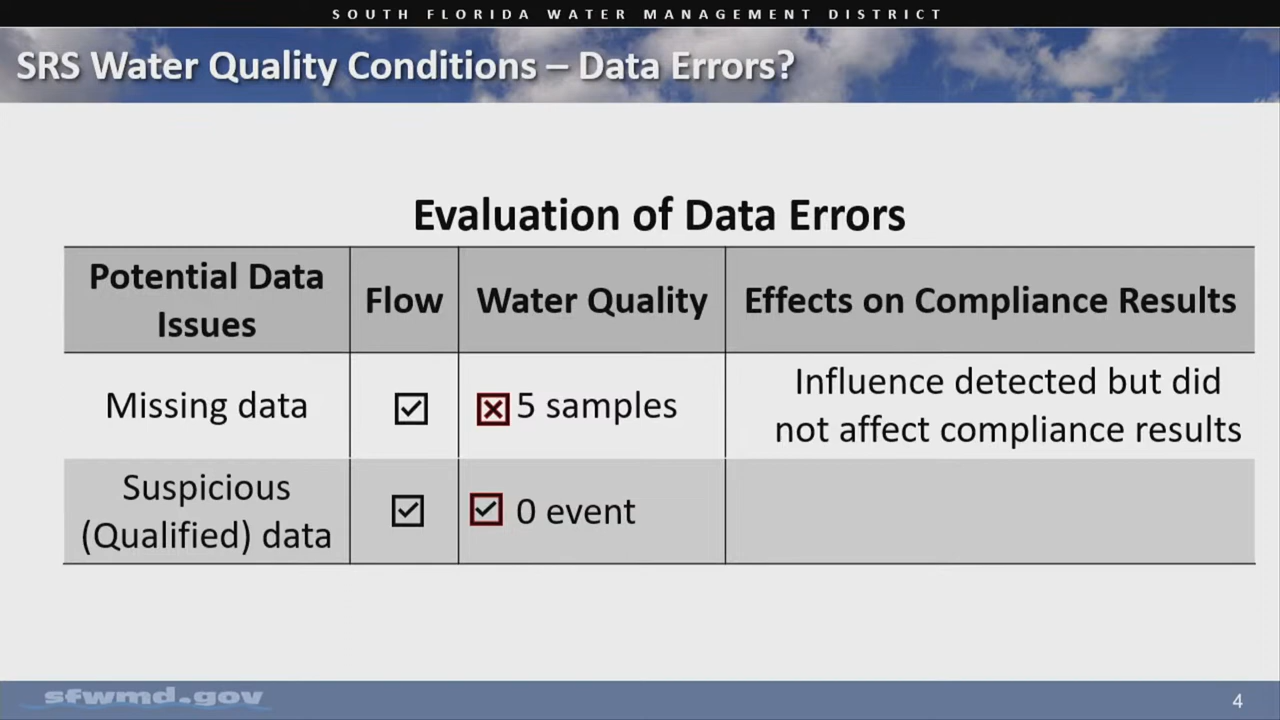 SOUTH FLORIDA WATER MANAGEMENT DISTRICT
SRS Water Quality Conditions – Data Errors?
Evaluation of Data Errors
Potential Data
Issues
Flow
Water Quality
Effects on Compliance Results
Missing data
☑
☒ 5 samples
Influence detected but did
not affect compliance results
Suspicious
(Qualified) data
☑
☑ 0 event
sfwmd.gov
4